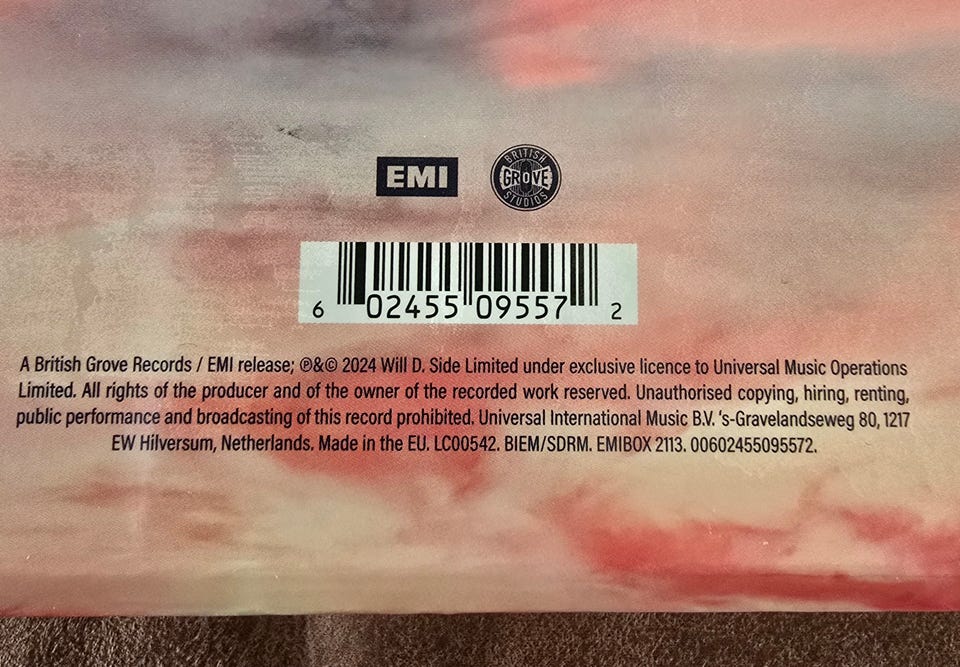 EMI
BRITISH
GROVE
STUDIOS
6 02455 09557 2
A British Grove Records / EMI release; ℗&© 2024 Will D. Side Limited under exclusive licence to Universal Music Operations
Limited. All rights of the producer and of the owner of the recorded work reserved. Unauthorised copying, hiring, renting,
public performance and broadcasting of this record prohibited. Universal International Music B.V. 's-Gravelandseweg 80, 1217
EW Hilversum, Netherlands. Made in the EU. LC00542. BIEM/SDRM. EMIBOX 2113. 00602455095572.